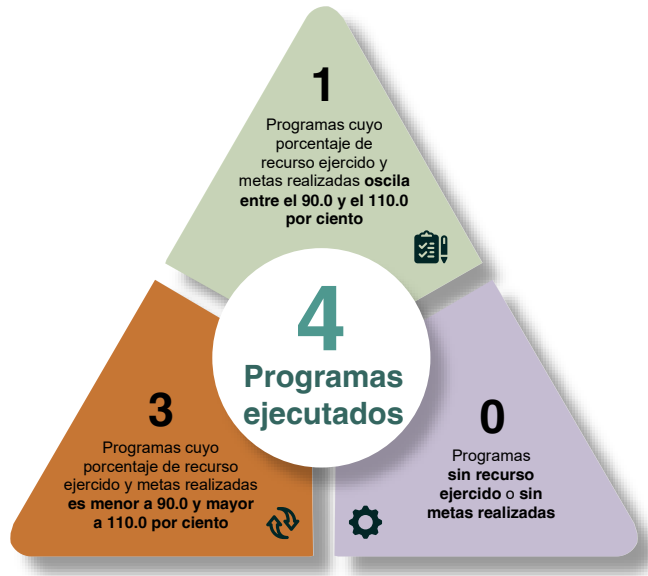 1
Programas cuyo
porcentaje de
recurso ejercido y
metas realizadas oscila
entre el 90.0 y el 110.0
por ciento
4
Programas
ejecutados
3
Programas cuyo
porcentaje de recurso
ejercido y metas realizadas
es menor a 90.0 y mayor
a 110.0 por ciento
0
Programas
sin recurso
ejercido o sin
metas realizadas